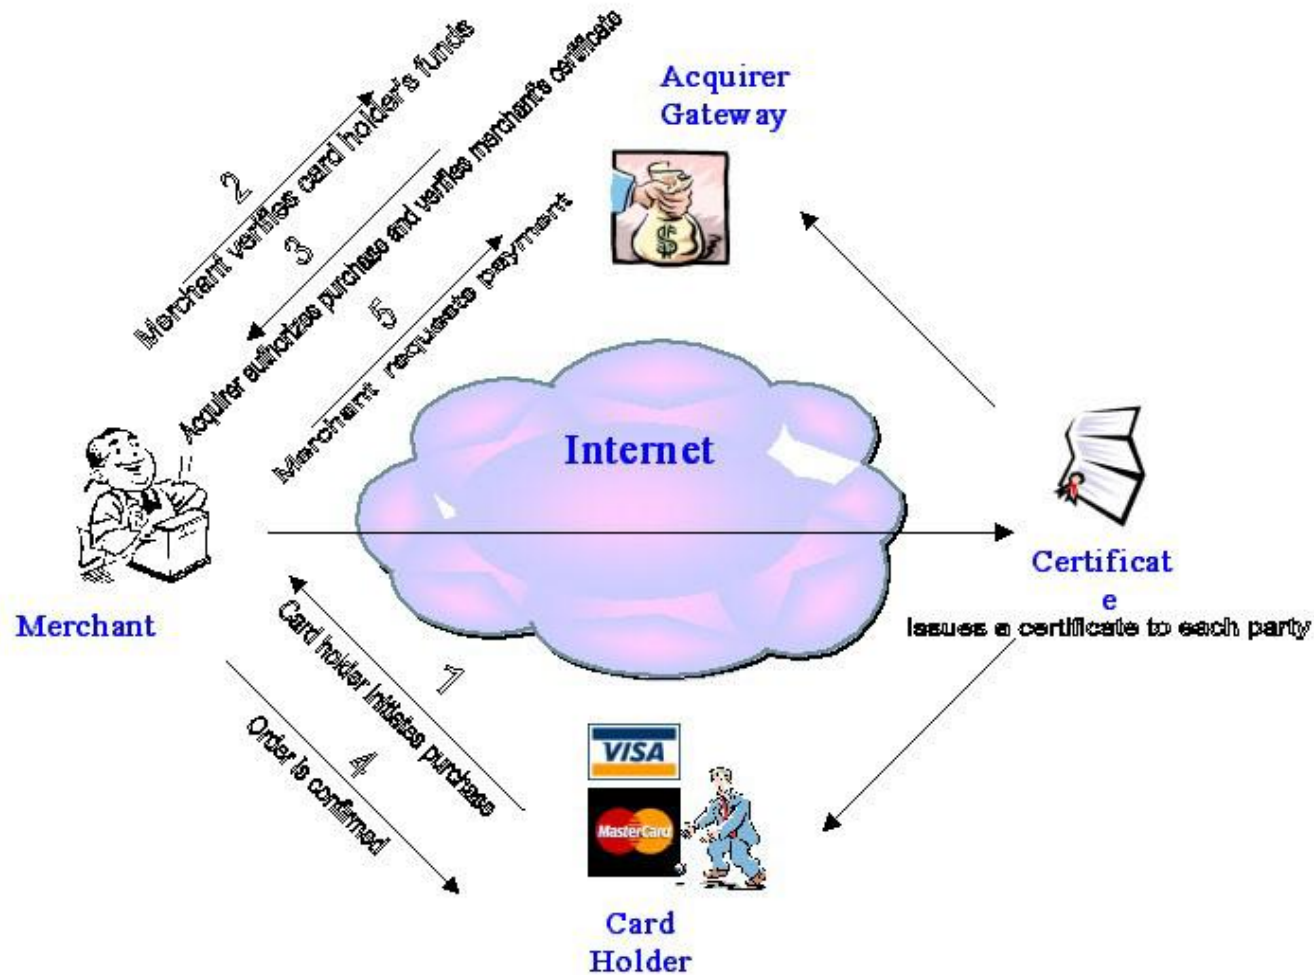 2
Merchant verifies card holder's funds
3
Acquirer authorizes purchase and verifies merchant's certificate
5
Merchant requests payment
Acquirer
Gateway
$
Internet
Merchant
Certificat
e
Issues a certificate to each party
1
Card holder initiates purchase
4
Order is confirmed
VISA
MasterCard
Card
Holder